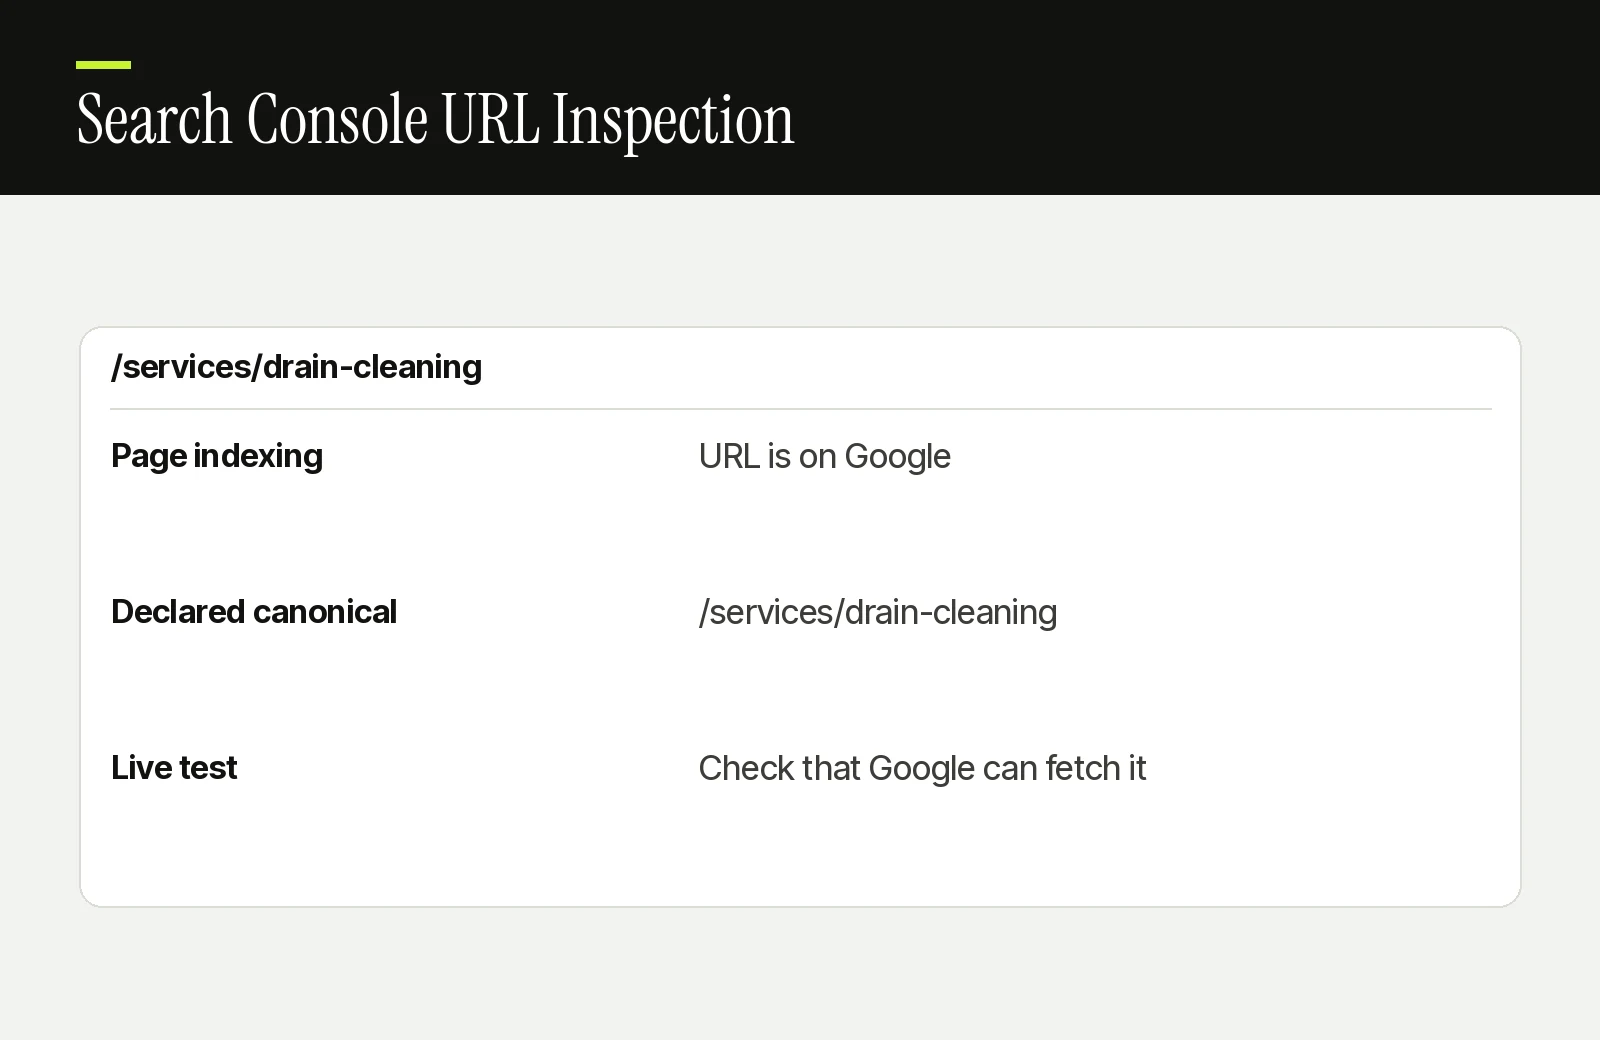 Search Console URL Inspection
/services/drain-cleaning
Page indexing URL is on Google
Declared canonical /services/drain-cleaning
Live test Check that Google can fetch it